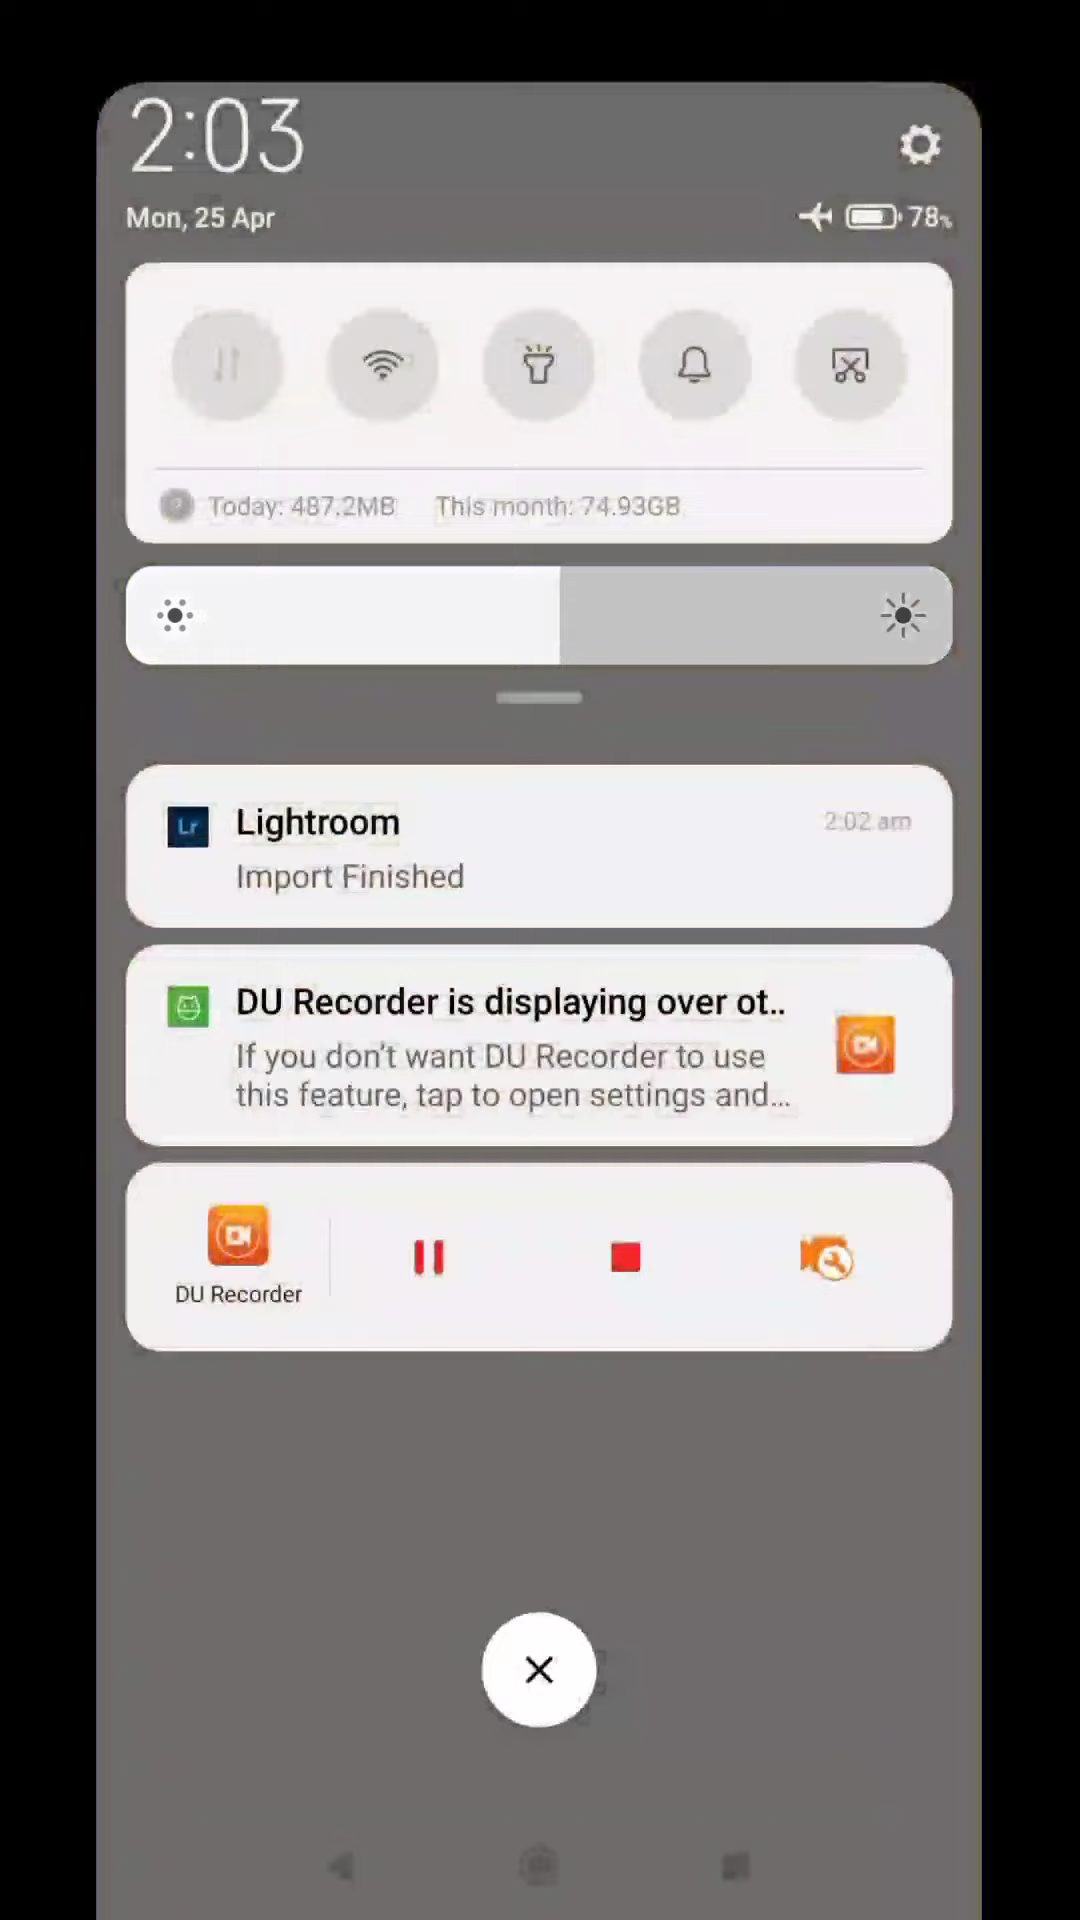 2:03
Mon, 25 Apr
78%
Today: 487.2MB This month: 74.93GB
Lr
Lightroom
2:02 am
Import Finished
DU Recorder is displaying over ot..
If you don't want DU Recorder to use
this feature, tap to open settings and...
DU Recorder